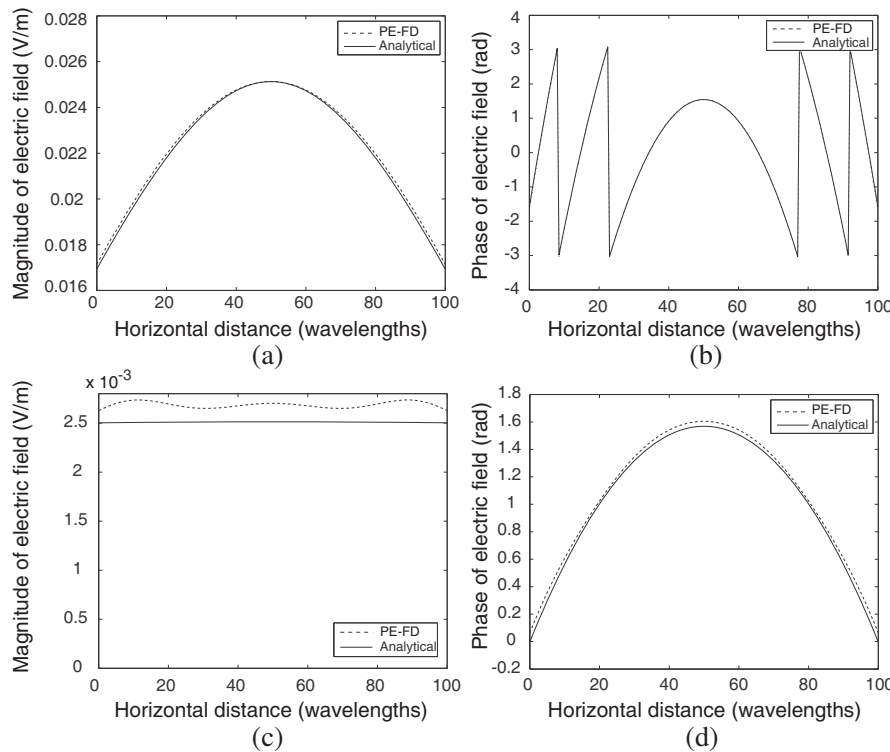 0.028
0.026
0.024
0.022
0.02
0.018
0.016
Magnitude of electric field (V/m)
PE-FD
Analytical
0 20 40 60 80 100
Horizontal distance (wavelengths)
(a)
4
3
2
1
0
-1
-2
-3
-4
Phase of electric field (rad)
PE-FD
Analytical
0 20 40 60 80 100
Horizontal distance (wavelengths)
(b)
x 10⁻³
2.5
2
1.5
1
0.5
0
Magnitude of electric field (V/m)
PE-FD
Analytical
0 20 40 60 80 100
Horizontal distance (wavelengths)
(c)
1.8
1.6
1.4
1.2
1
0.8
0.6
0.4
0.2
0
-0.2
Phase of electric field (rad)
PE-FD
Analytical
0 20 40 60 80 100
Horizontal distance (wavelengths)
(d)